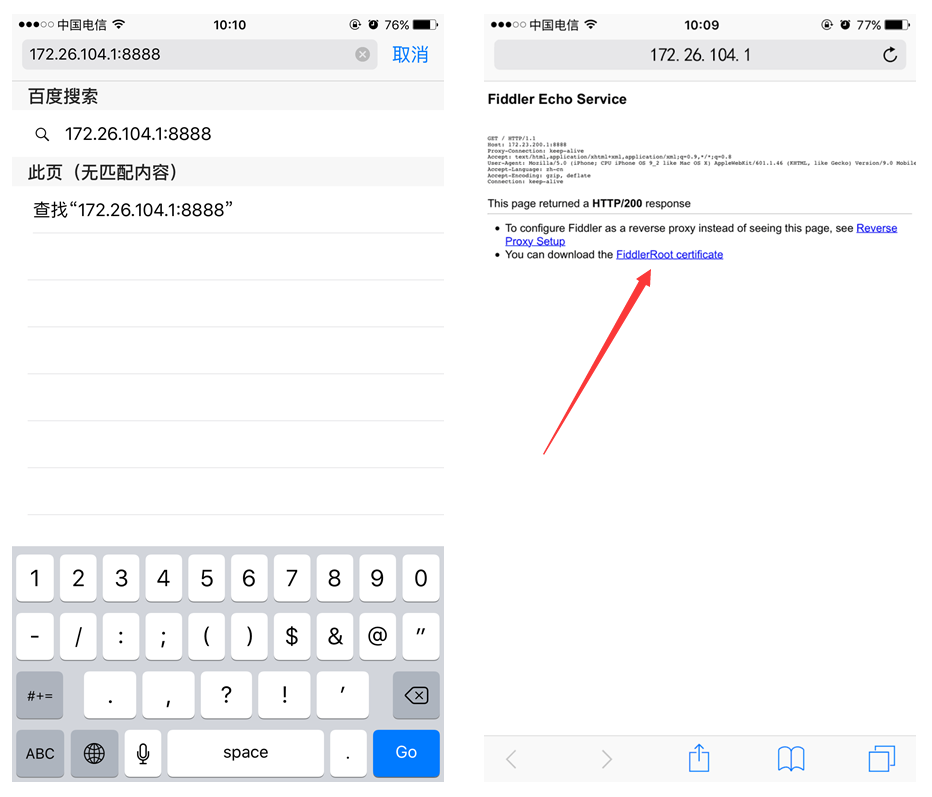 中国电信 10:10 76%
172.26.104.1:8888 取消
百度搜索
172.26.104.1:8888
此页（无匹配内容）
查找“172.26.104.1:8888”
1 2 3 4 5 6 7 8 9 0
- / : ; ( ) $ & @ "
#+= . , ? ! ’
ABC space . Go
中国电信 10:09 77%
172.26.104.1
Fiddler Echo Service
GET / HTTP/1.1
Host: 172.23.200.1:8888
Proxy-Connection: keep-alive
Accept: text/html,application/xhtml+xml,application/xml;q=0.9,*/*;q=0.8
User-Agent: Mozilla/5.0 (iPhone; CPU iPhone OS 9_2 like Mac OS X) AppleWebKit/601.1.46 (KHTML, like Gecko) Version/9.0 Mobile
Accept-Language: zh-cn
Accept-Encoding: gzip, deflate
Connection: keep-alive
This page returned a HTTP/200 response
• To configure Fiddler as a reverse proxy instead of seeing this page, see Reverse
Proxy Setup
• You can download the FiddlerRoot certificate